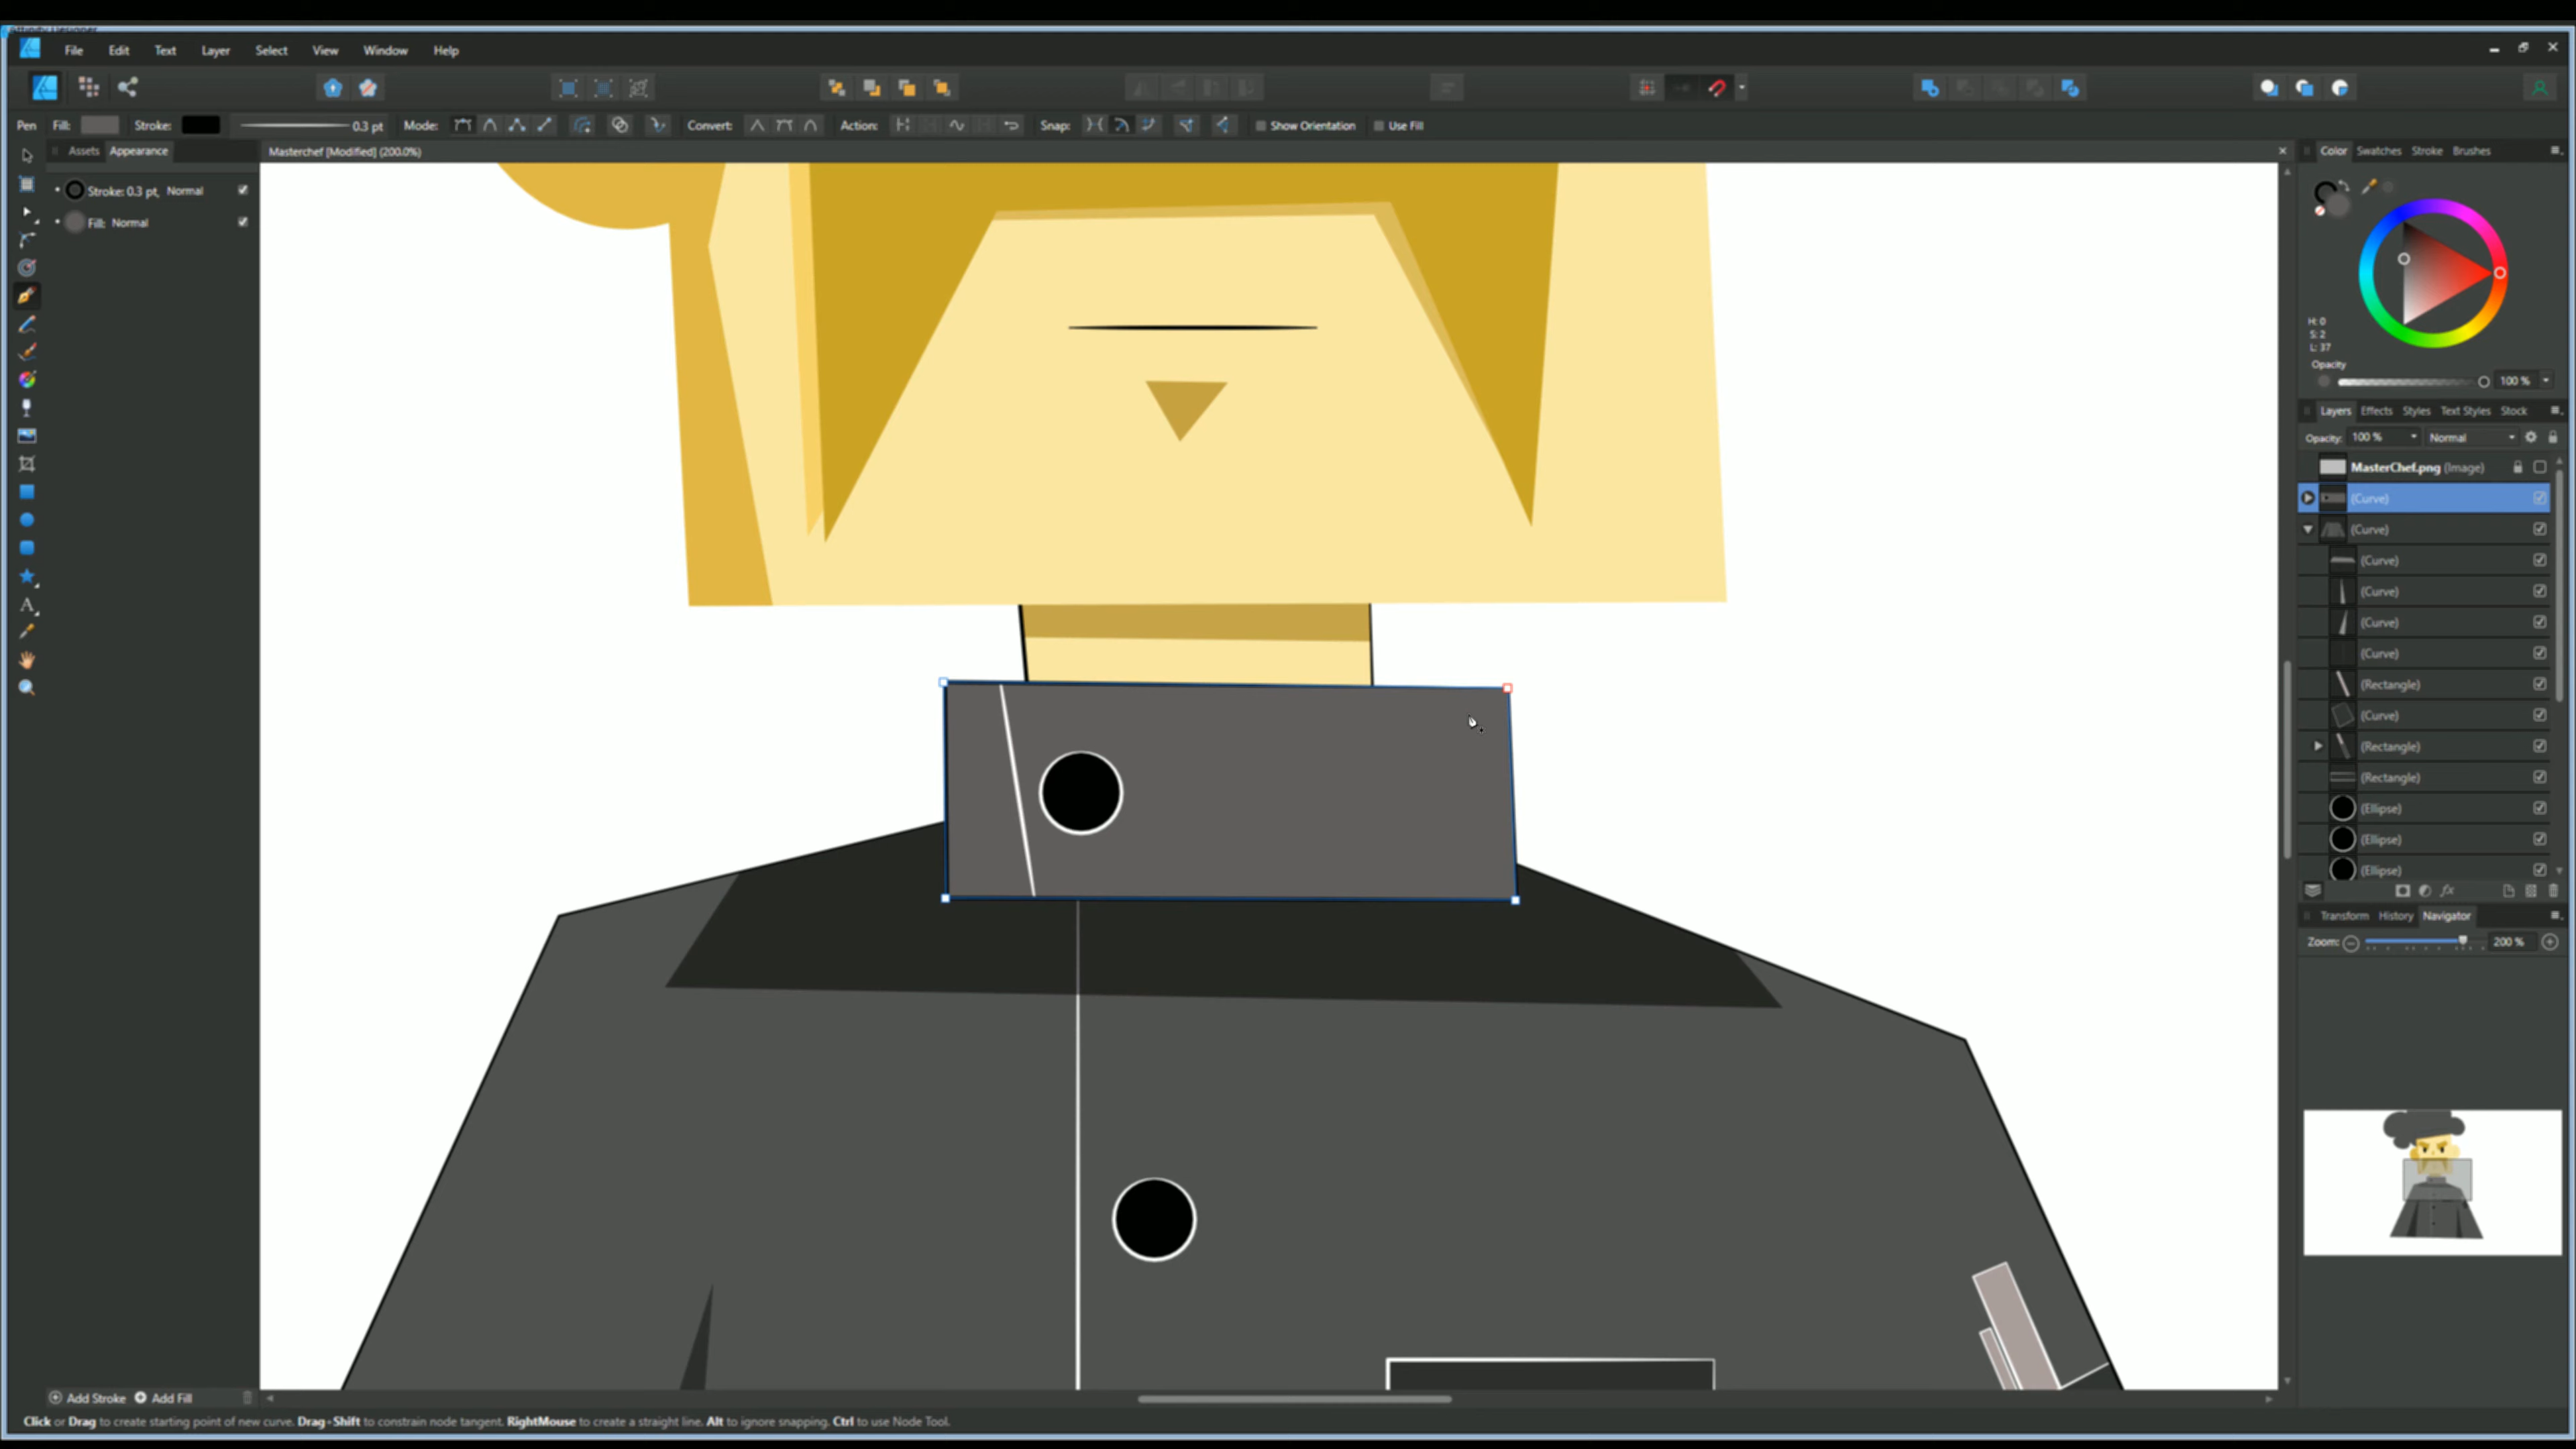 Affinity Designer
File Edit Text Layer Select View Window Help
Pen Fill: Stroke: 0.3 pt Mode: Convert: Action: Snap: Show Orientation Use Fill
Assets Appearance
Masterchef [Modified] (200.0%)
Color Swatches Stroke Brushes
Stroke: 0.3 pt, Normal
Fill: Normal
H: 0
S: 2
L: 37
Opacity
100 %
Layers Effects Styles Text Styles Stock
Opacity: 100 % Normal
MasterChef.png (Image)
(Curve)
(Curve)
(Curve)
(Curve)
(Curve)
(Curve)
(Rectangle)
(Curve)
(Rectangle)
(Rectangle)
(Ellipse)
(Ellipse)
(Ellipse)
Transform History Navigator
Zoom: 200 %
Add Stroke Add Fill
Click or Drag to create starting point of new curve. Drag+Shift to constrain node tangent. RightMouse to create a straight line. Alt to ignore snapping. Ctrl to use Node Tool.